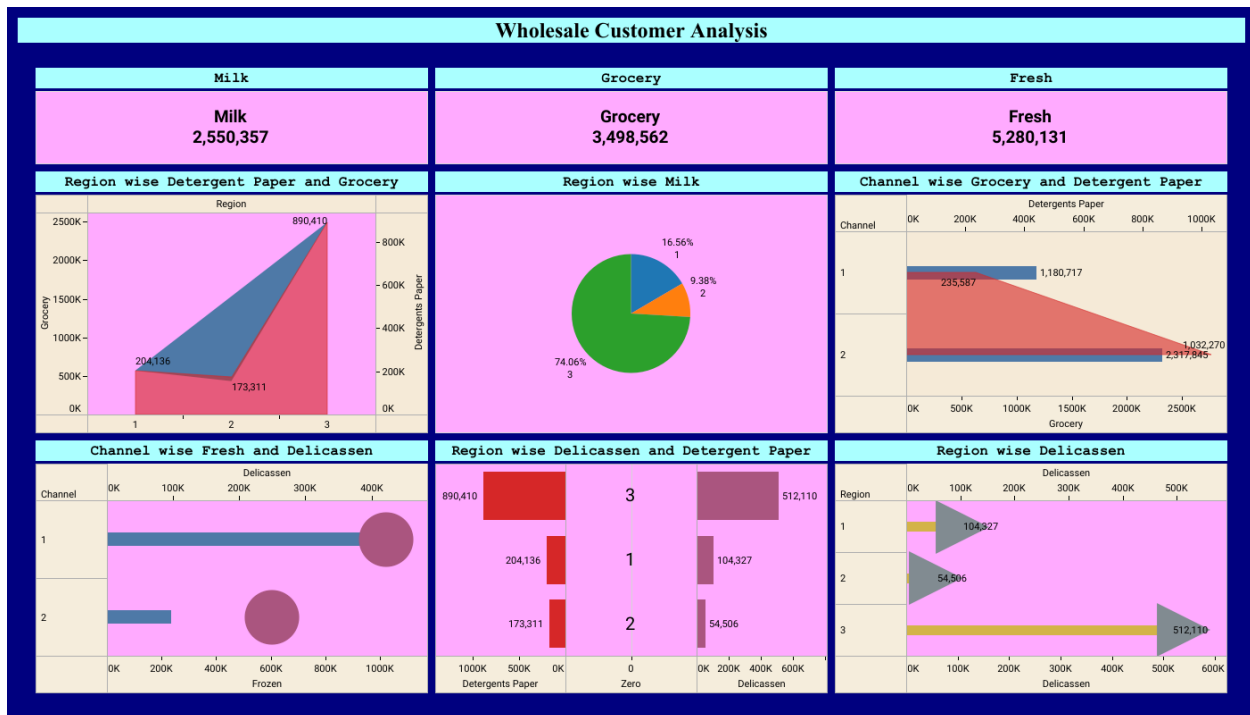 Wholesale Customer Analysis
Milk
Grocery
Fresh
Milk
2,550,357
Grocery
3,498,562
Fresh
5,280,131
Region wise Detergent Paper and Grocery
Region wise Milk
Channel wise Grocery and Detergent Paper
Region
2500K
2000K
1500K
1000K
500K
0K
Grocery
890,410
204,136
173,311
800K
600K
400K
200K
0K
Detergents Paper
1
2
3
16.56%
1
9.38%
2
74.06%
3
Detergents Paper
Channel
0K 200K 400K 600K 800K 1000K
1
1,180,717
235,587
2
1,032,270
2,317,845
0K 500K 1000K 1500K 2000K 2500K
Grocery
Channel wise Fresh and Delicassen
Region wise Delicassen and Detergent Paper
Region wise Delicassen
Delicassen
Channel
0K 100K 200K 300K 400K
1
2
0K 200K 400K 600K 800K 1000K
Frozen
890,410 3 512,110
204,136 1 104,327
173,311 2 54,506
1000K 500K 0K 0 0K 200K 400K 600K
Detergents Paper Zero Delicassen
Delicassen
Region
0K 100K 200K 300K 400K 500K
1 104,327
2 54,506
3 512,110
0K 100K 200K 300K 400K 500K 600K
Delicassen